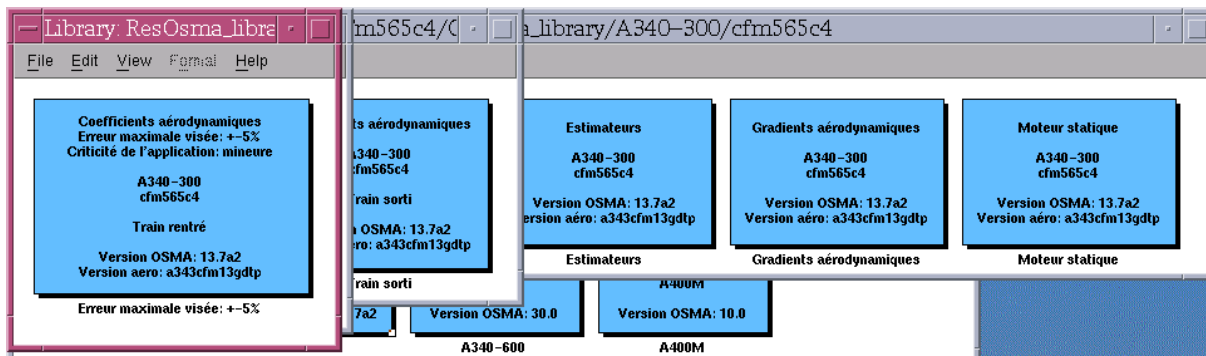 Library: ResOsma_libra
File Edit View Format Help
Coefficients aérodynamiques
Erreur maximale visée: +-5%
Criticité de l'application: mineure
A340-300
cfm565c4
Train rentré
Version OSMA: 13.7a2
Version aero: a343cfm13gdtp
Erreur maximale visée: +-5%
fm565c4/(
ts aérodynamiques
A340-300
cfm565c4
Train sorti
OSMA: 13.7a2
ero: a343cfm13gdtp
Train sorti
a_library/A340-300/cfm565c4
Estimateurs
A340-300
cfm565c4
Version OSMA: 13.7a2
ersion aéro: a343cfm13gdtp
Estimateurs
Gradients aérodynamiques
A340-300
cfm565c4
Version OSMA: 13.7a2
Version aéro: a343cfm13gdtp
Gradients aérodynamiques
Moteur statique
A340-300
cfm565c4
Version OSMA: 13.7a2
Version aéro: a343cfm13gdtp
Moteur statique
7a2
Version OSMA: 30.0
A340-600
A400M
Version OSMA: 10.0
A400M